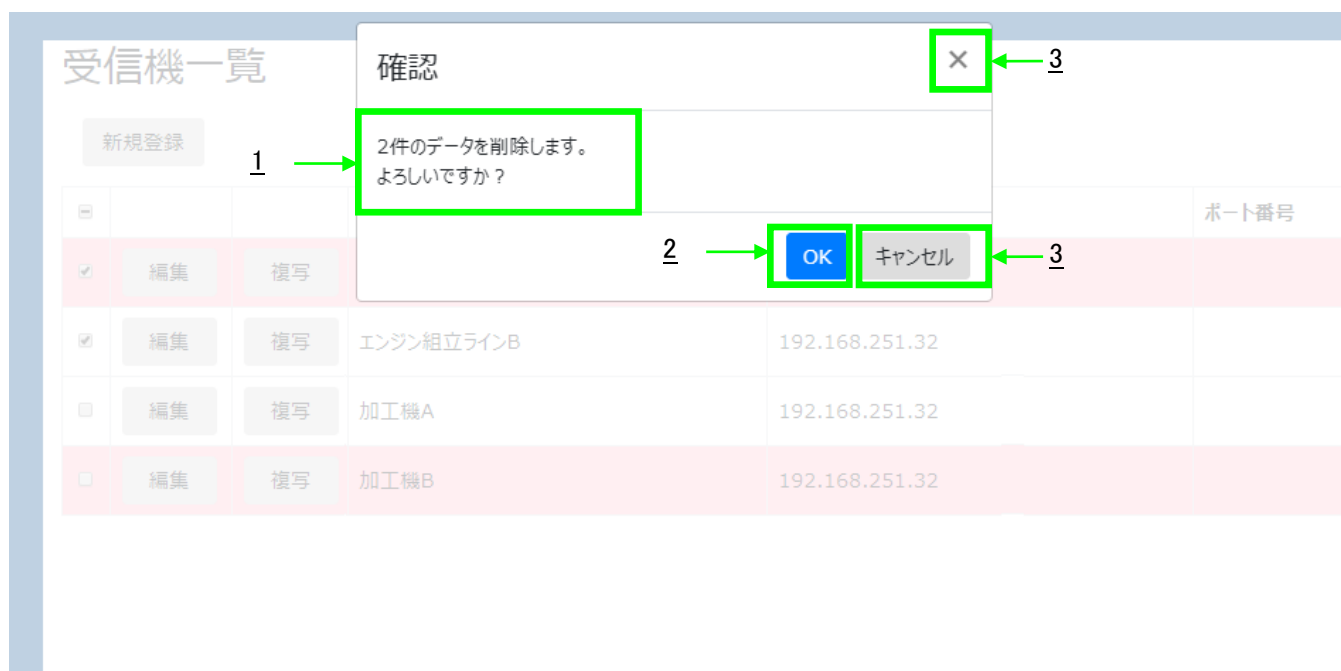 受信機一覧
確認
×
3
新規登録
1
2件のデータを削除します。
よろしいですか？
ポート番号
2
OK
キャンセル
3
編集 複写
編集 複写 エンジン組立ラインB 192.168.251.32
編集 複写 加工機A 192.168.251.32
編集 複写 加工機B 192.168.251.32